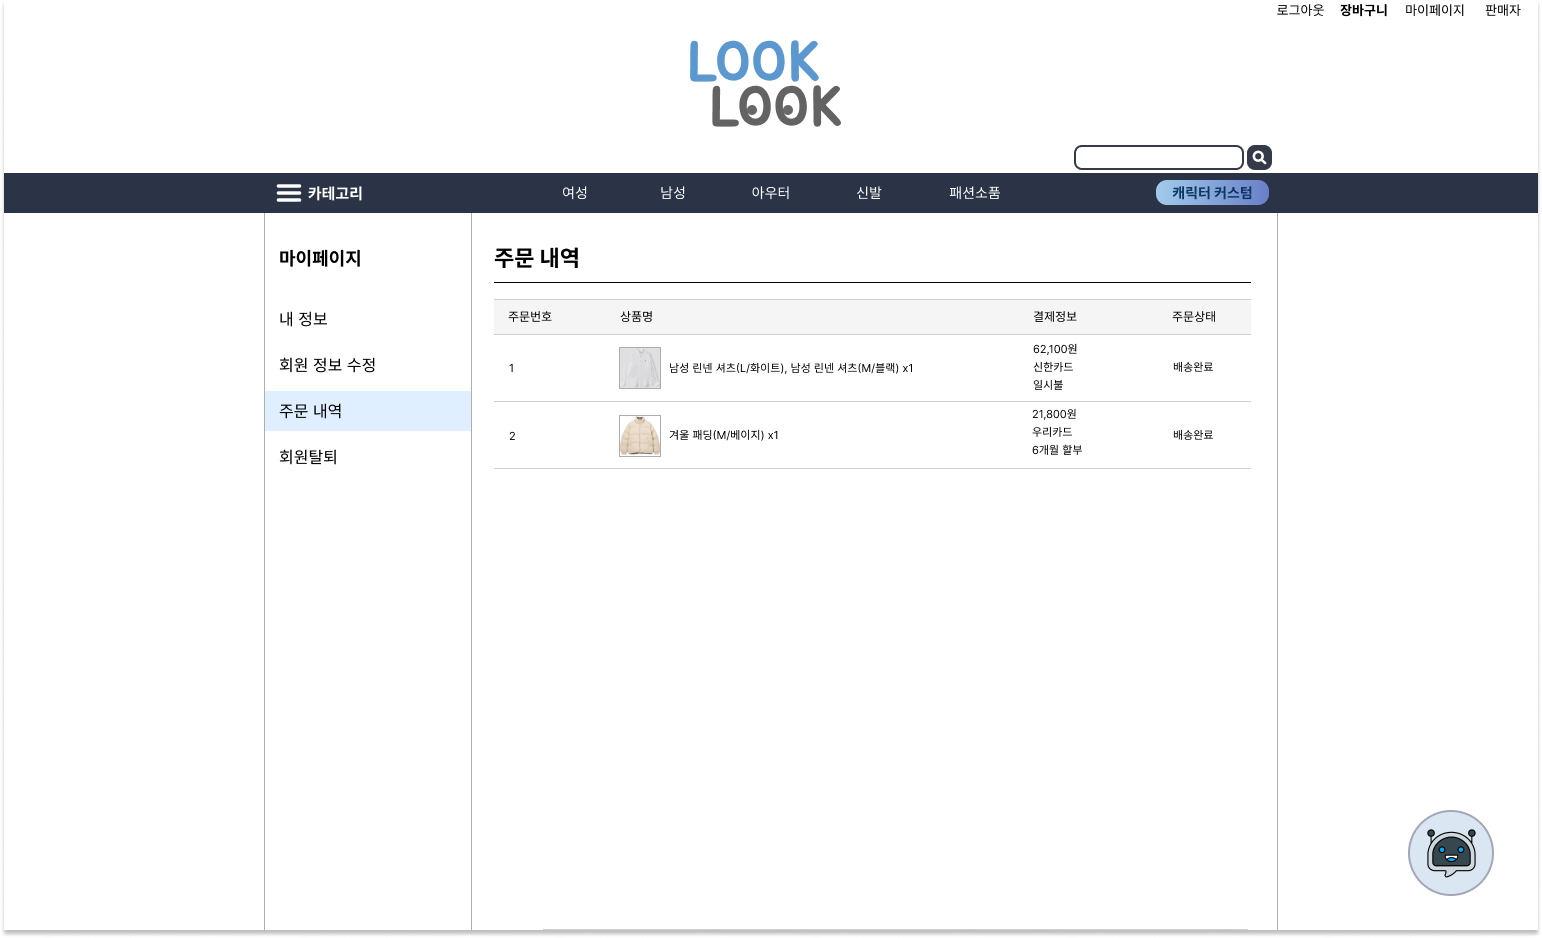 로그아웃 장바구니 마이페이지 판매자
LOOK
LOOK
카테고리 여성 남성 아우터 신발 패션소품 캐릭터 커스텀
마이페이지
내 정보
회원 정보 수정
주문 내역
회원탈퇴
주문 내역
주문번호 상품명 결제정보 주문상태
1 남성 린넨 셔츠(L/화이트), 남성 린넨 셔츠(M/블랙) x1 62,100원
신한카드
일시불 배송완료
2 겨울 패딩(M/베이지) x1 21,800원
우리카드
6개월 할부 배송완료